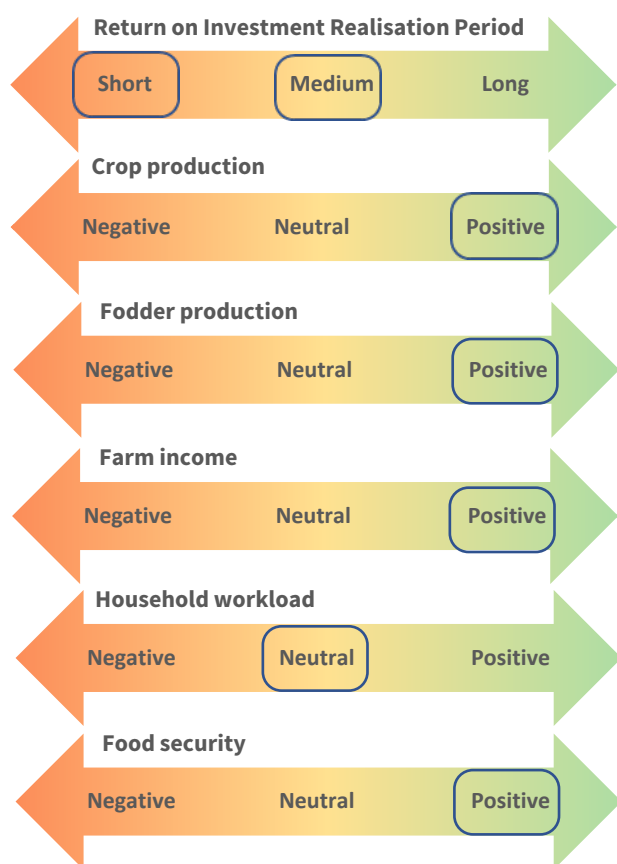 Return on Investment Realisation Period
Short Medium Long
Crop production
Negative Neutral Positive
Fodder production
Negative Neutral Positive
Farm income
Negative Neutral Positive
Household workload
Negative Neutral Positive
Food security
Negative Neutral Positive